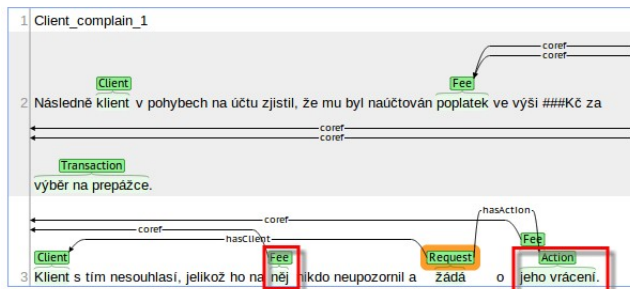 1 Client_complain_1
coref
coref
Client Fee
2 Následně klient v pohybech na účtu zjistil, že mu byl naúčtován poplatek ve výši ###Kč za
coref
coref
Transaction
výběr na prepážce.
hasAction
coref
coref
hasClient
Fee
Client Fee Request Action
3 Klient s tím nesouhlasí, jelikož ho na něj nikdo neupozornil a žádá o jeho vrácení.